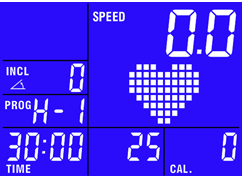 SPEED 0.0
INCL 0
PROG H-1
30:00 25 0
TIME CAL.